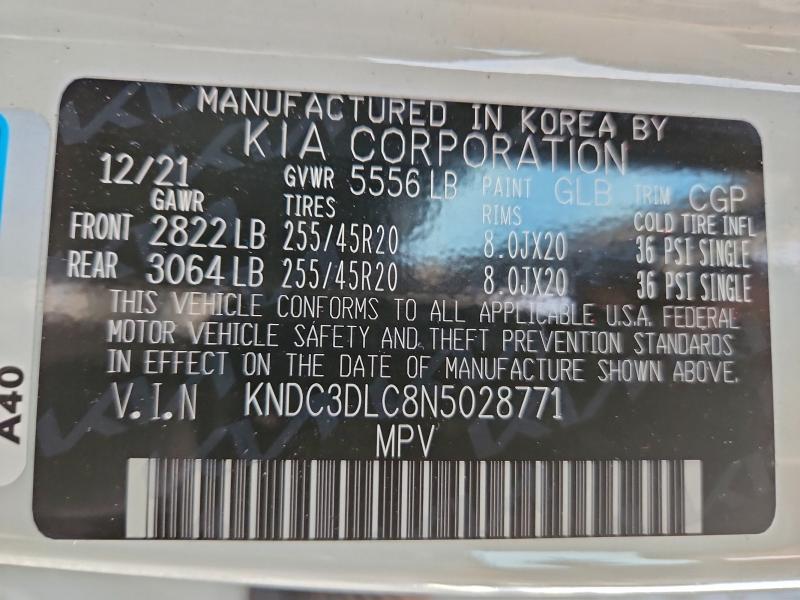 MANUFACTURED IN KOREA BY
KIA CORPORATION
12/21 GVWR 5556 LB PAINT GLB TRIM CGP
GAWR TIRES RIMS COLD TIRE INFL
FRONT 2822 LB 255/45R20 8.0JX20 36 PSI SINGLE
REAR 3064 LB 255/45R20 8.0JX20 36 PSI SINGLE
THIS VEHICLE CONFORMS TO ALL APPLICABLE U.S.A. FEDERAL
MOTOR VEHICLE SAFETY AND THEFT PREVENTION STANDARDS
IN EFFECT ON THE DATE OF MANUFACTURE SHOWN ABOVE.
V.I.N KNDC3DLC8N5028771
MPV
A40